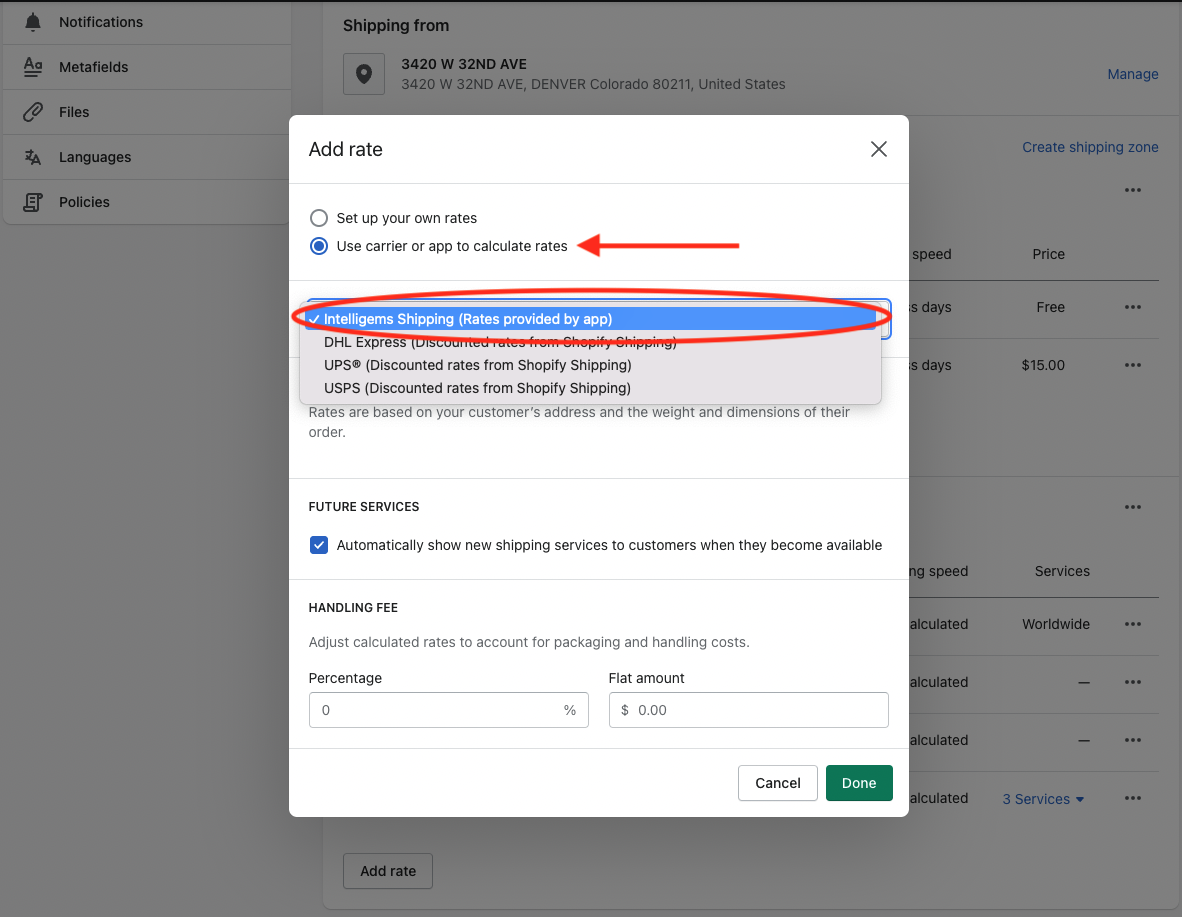 Notifications
Metafields
Files
Languages
Policies
Shipping from
3420 W 32ND AVE
3420 W 32ND AVE, DENVER Colorado 80211, United States
Manage
Create shipping zone
speed
Price
days
Free
days
$15.00
Add rate
Set up your own rates
Use carrier or app to calculate rates
Intelligems Shipping (Rates provided by app)
DHL Express (Discounted rates from Shopify Shipping)
UPS® (Discounted rates from Shopify Shipping)
USPS (Discounted rates from Shopify Shipping)
Rates are based on your customer’s address and the weight and dimensions of their
order.
FUTURE SERVICES
Automatically show new shipping services to customers when they become available
HANDLING FEE
Adjust calculated rates to account for packaging and handling costs.
Percentage
Flat amount
0 %
$ 0.00
Cancel
Done
speed
Services
alculated
Worldwide
alculated
—
alculated
—
alculated
3 Services
Add rate